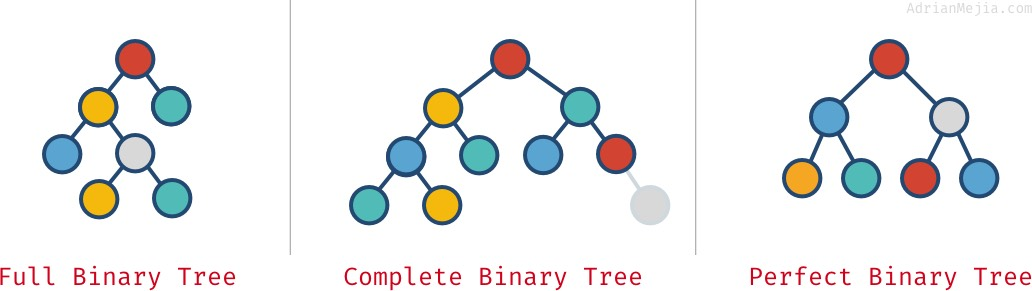 AdrianMejia.com
Full Binary Tree
Complete Binary Tree
Perfect Binary Tree